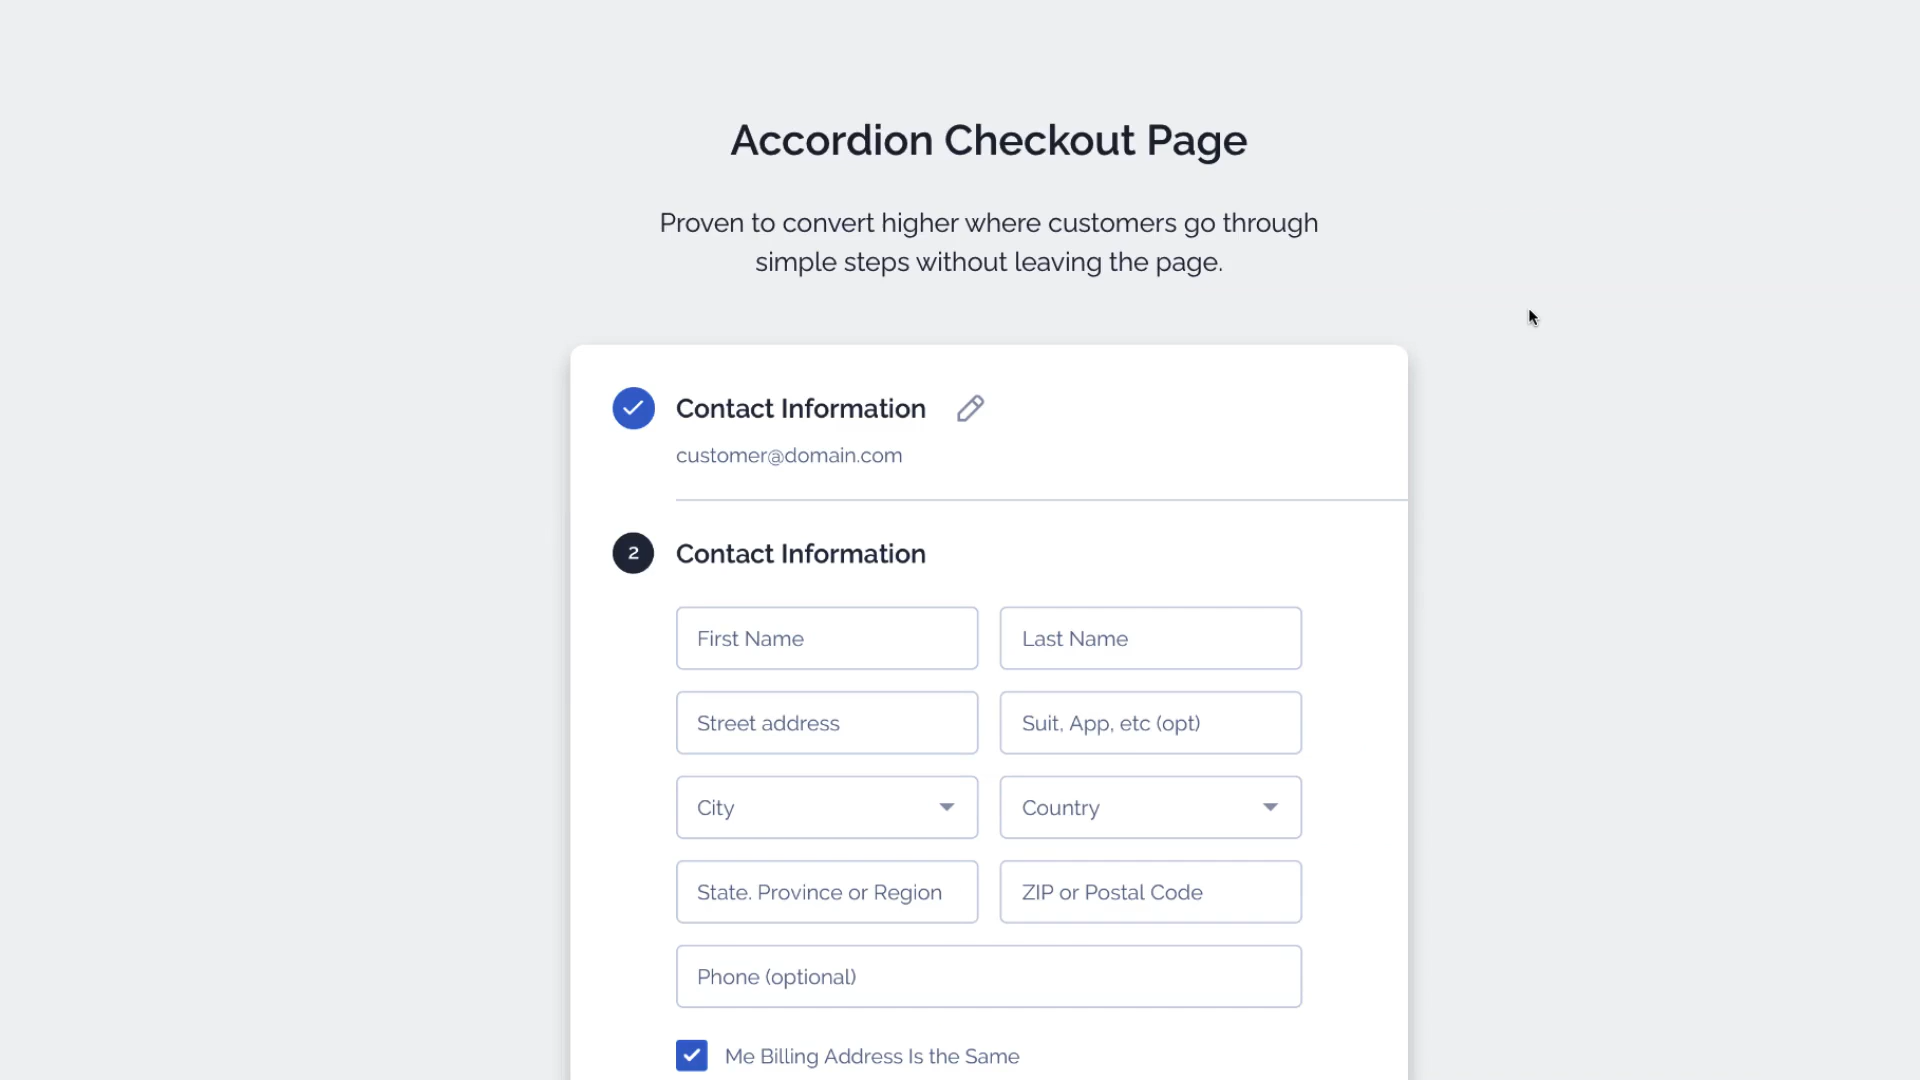 Accordion Checkout Page
Proven to convert higher where customers go through
simple steps without leaving the page.
Contact Information
customer@domain.com
2 Contact Information
First Name Last Name
Street address Suit, App, etc (opt)
City Country
State. Province or Region ZIP or Postal Code
Phone (optional)
Me Billing Address Is the Same